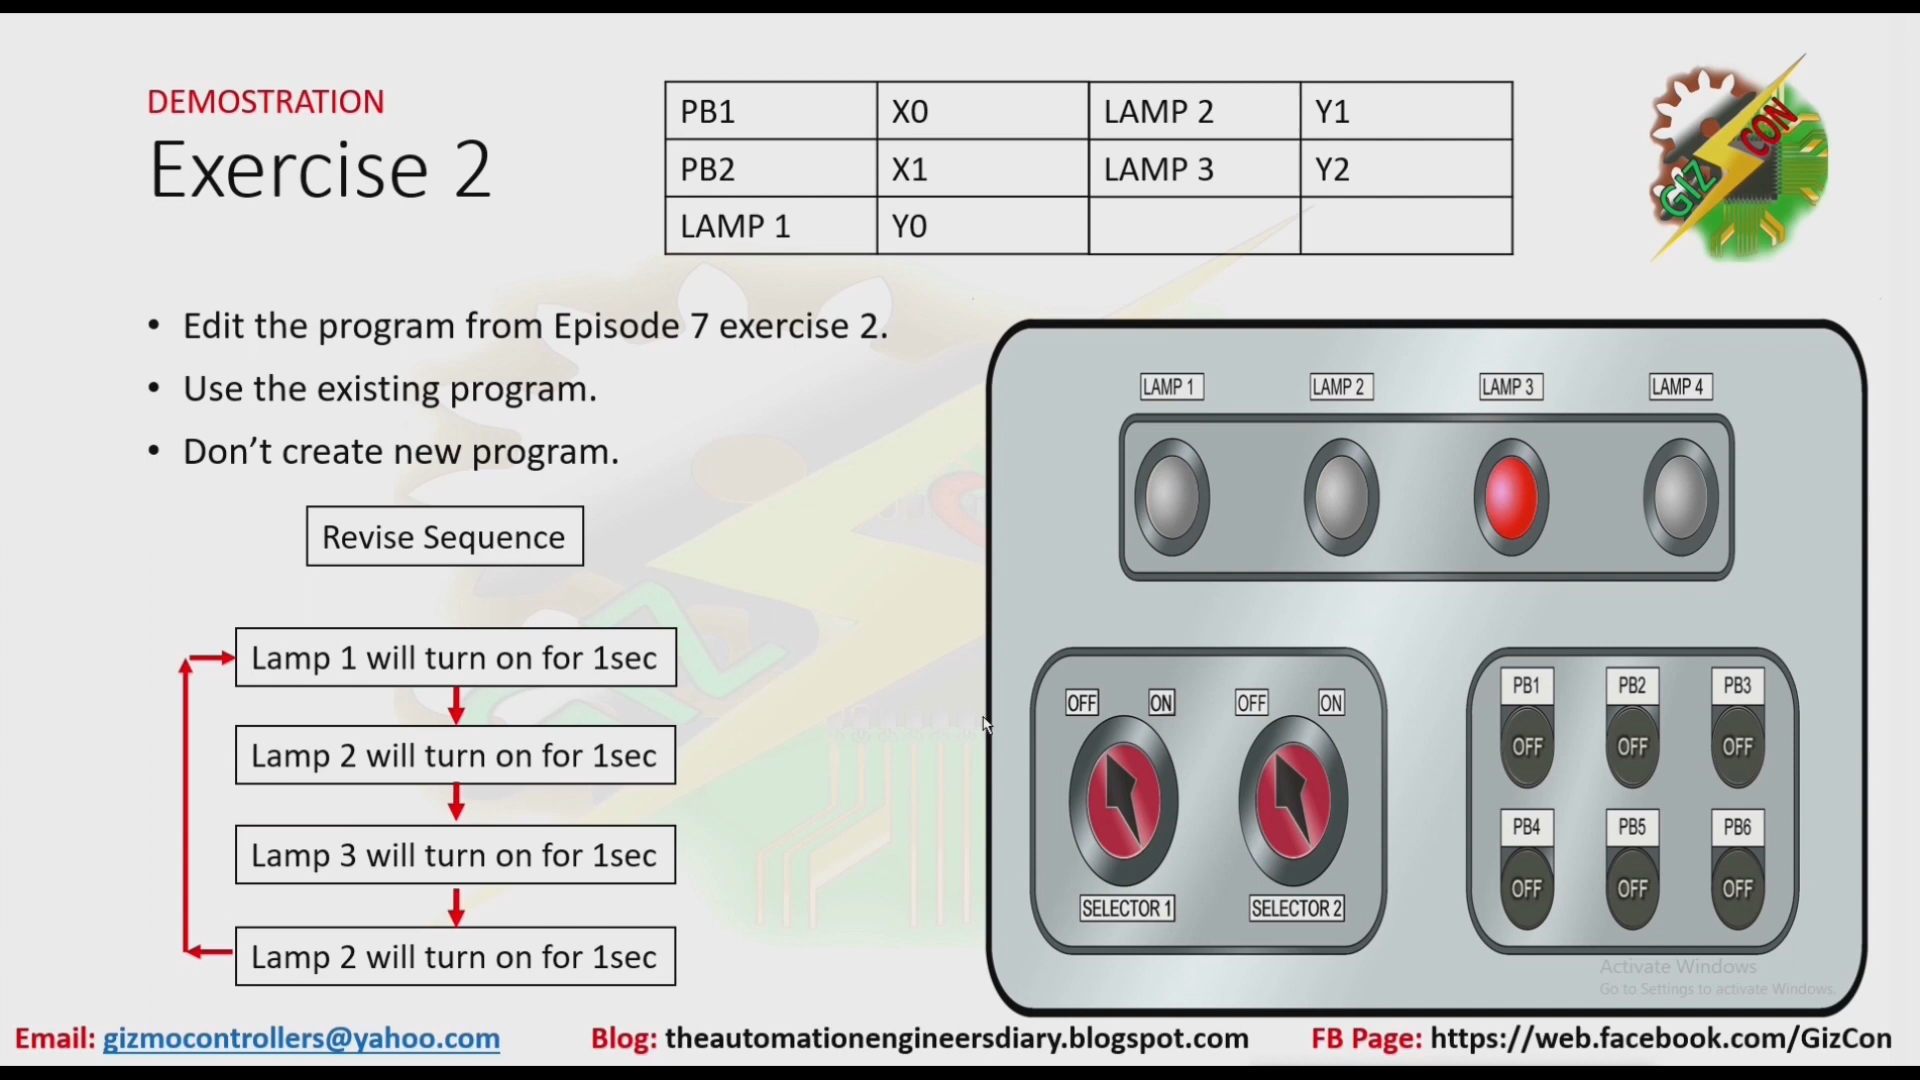 DEMOSTRATION
Exercise 2
PB1 X0 LAMP 2 Y1
PB2 X1 LAMP 3 Y2
LAMP 1 Y0
GIZ CON
• Edit the program from Episode 7 exercise 2.
• Use the existing program.
• Don’t create new program.
Revise Sequence
Lamp 1 will turn on for 1sec
Lamp 2 will turn on for 1sec
Lamp 3 will turn on for 1sec
Lamp 2 will turn on for 1sec
LAMP 1 LAMP 2 LAMP 3 LAMP 4
OFF ON OFF ON
SELECTOR 1 SELECTOR 2
PB1 PB2 PB3
OFF OFF OFF
PB4 PB5 PB6
OFF OFF OFF
Activate Windows
Go to Settings to activate Windows.
Email: gizmocontrollers@yahoo.com Blog: theautomationengineersdiary.blogspot.com FB Page: https://web.facebook.com/GizCon